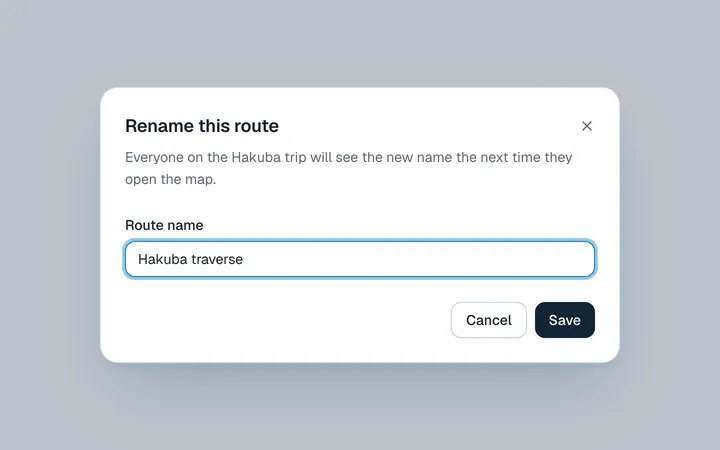 Rename this route
Everyone on the Hakuba trip will see the new name the next time they
open the map.
Route name
Hakuba traverse
Cancel
Save